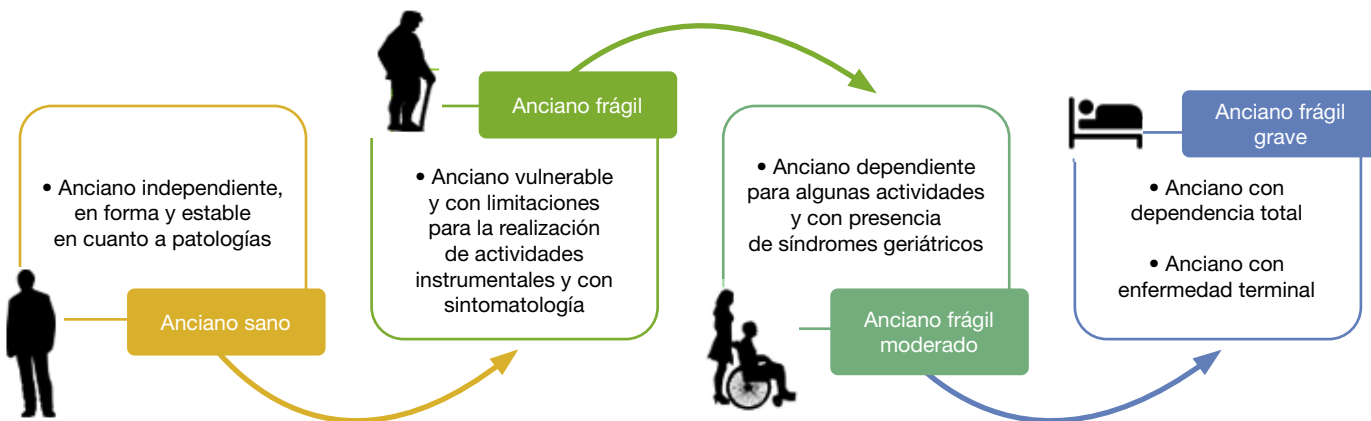 • Anciano independiente,
en forma y estable
en cuanto a patologías
Anciano sano
Anciano frágil
• Anciano vulnerable
y con limitaciones
para la realización
de actividades
instrumentales y con
sintomatología
• Anciano dependiente
para algunas actividades
y con presencia
de síndromes geriátricos
Anciano frágil
moderado
Anciano frágil
grave
• Anciano con
dependencia total
• Anciano con
enfermedad terminal